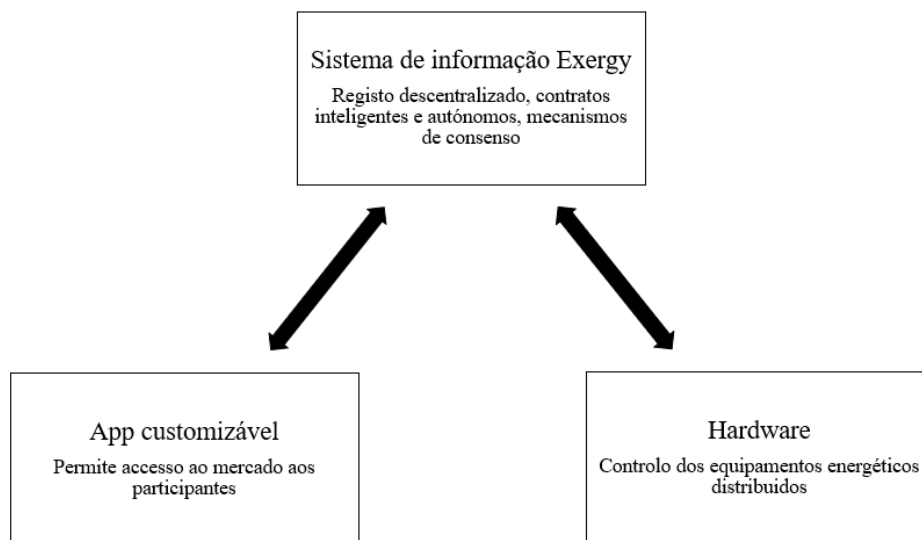 Sistema de informação Exergy
Registo descentralizado, contratos
inteligentes e autónomos, mecanismos
de consenso
App customizável
Permite accesso ao mercado aos
participantes
Hardware
Controlo dos equipamentos energéticos
distribuidos